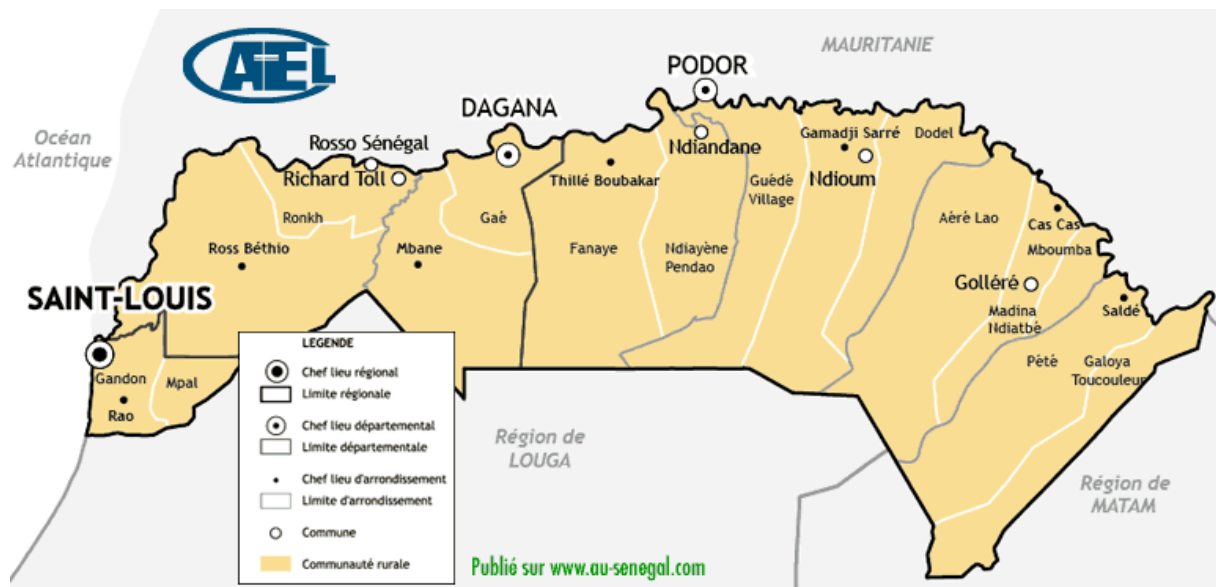 MAURITANIE
ATEL
PODOR
DAGANA
Océan
Atlantique
Rosso Sénégal
Gamadji Sarré
Dodel
Ndiandane
Richard Toll
Thillé Boubakar
Ndioum
Guédé
Village
Ronkh
Gaé
Aéré Lao
Cas Cas
Ross Béthio
Mbane
Fanaye
Ndiayène
Pendao
Mboumba
Golléré
SAINT-LOUIS
Madina
Ndiatbé
Saldé
LEGENDE
Chef lieu régional
Limite régionale
Chef lieu départemental
Limite départementale
Chef lieu d'arrondissement
Limite d'arrondissement
Commune
Communauté rurale
Gandon
Mpal
Rao
Pété
Galoya
Toucouleur
Région de
LOUGA
Région de
MATAM
Publié sur www.au-senegal.com